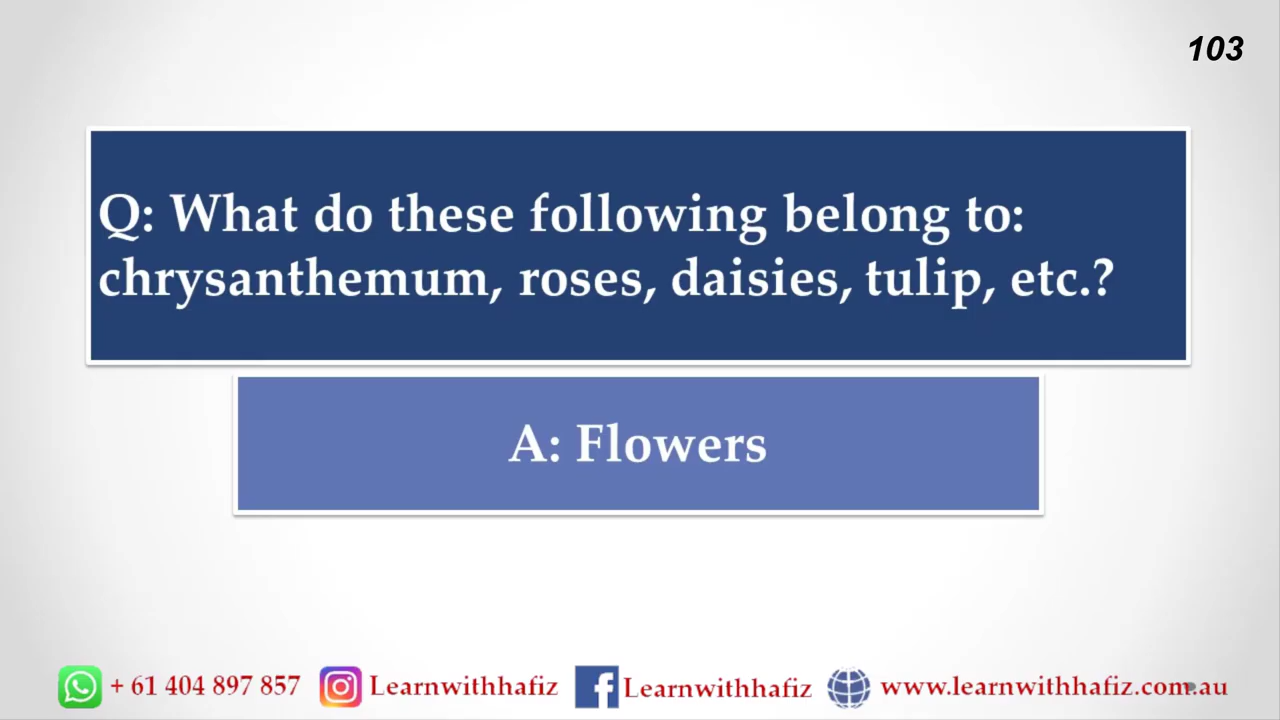 103
Q: What do these following belong to:
chrysanthemum, roses, daisies, tulip, etc.?
A: Flowers
+ 61 404 897 857 Learnwithhafiz Learnwithhafiz www.learnwithhafiz.com.au